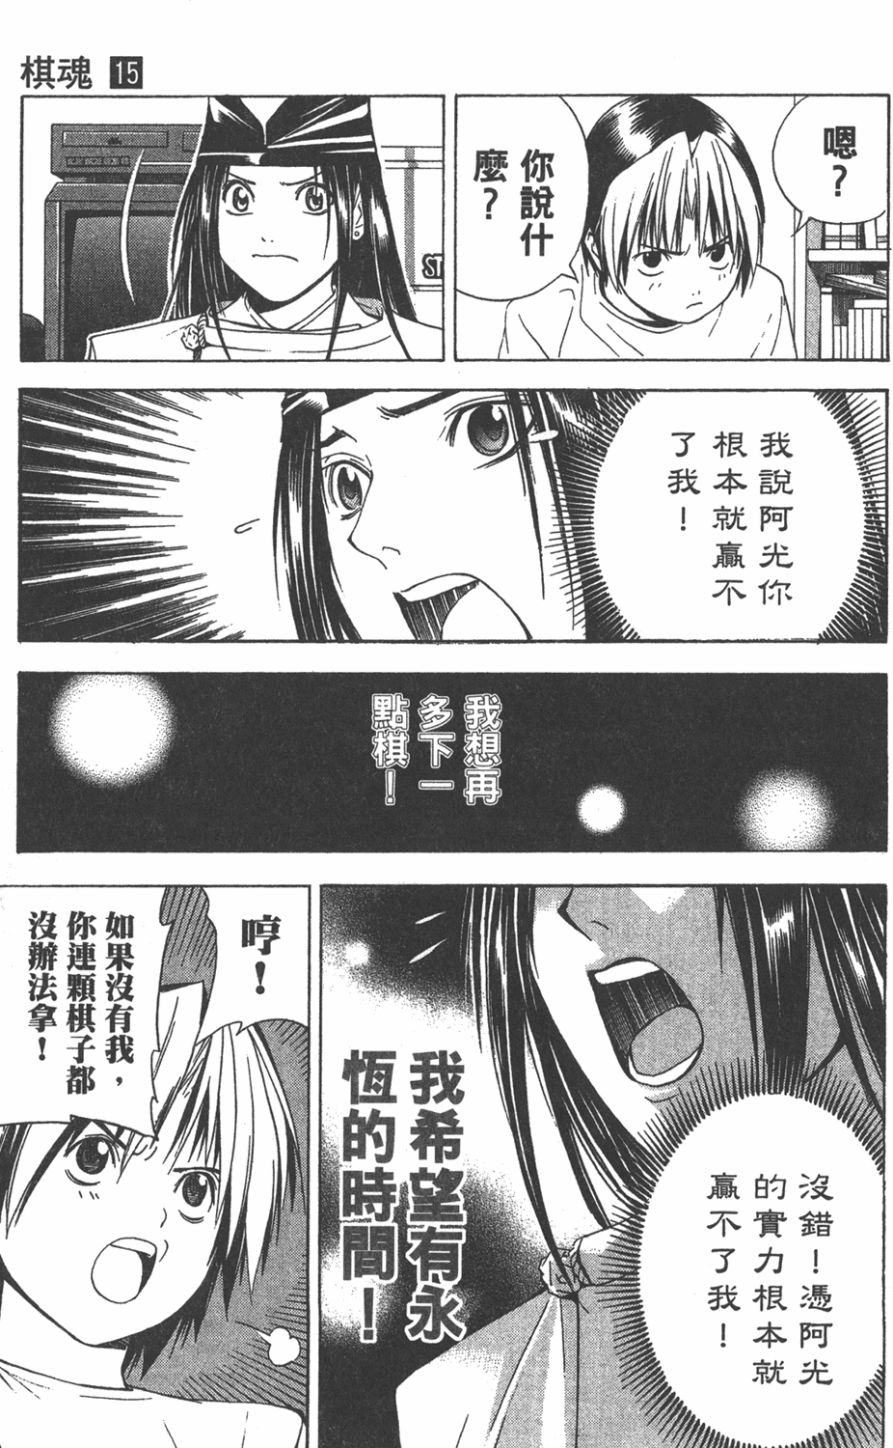 棋魂 15
嗯？
你說什
麼？
ST
我說阿光你
根本就贏不
了我！
我想再
多下一
點棋！
沒錯！憑阿光
的實力根本就
贏不了我！
我希望有永
恆的時間！
哼！
如果沒有我，
你連顆棋子都
沒辦法拿！